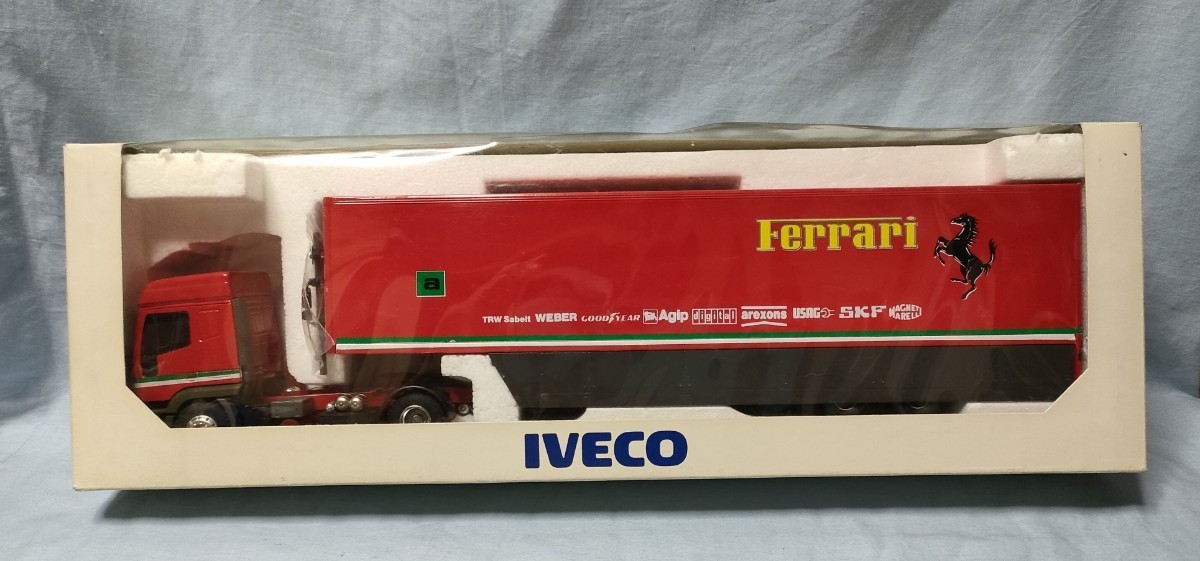 Ferrari
a
TRW Sabelt WEBER GOODYEAR Agip digital arexons USAG SKF MAGNETI MARELLI
IVECO